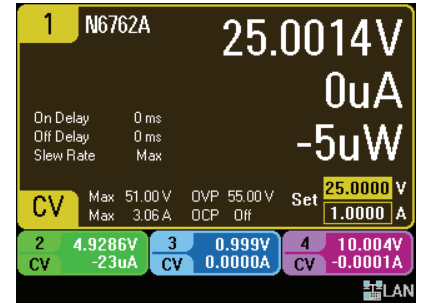 1 N6762A 25.0014V
0uA
-5uW
On Delay 0 ms
Off Delay 0 ms
Slew Rate Max
CV Max 51.00 V OVP 55.00 V Set 25.0000 V
Max 3.06 A OCP Off 1.0000 A
2 4.9286V 3 0.999V 4 10.004V
CV -23uA CV 0.0000A CV -0.0001A
LAN